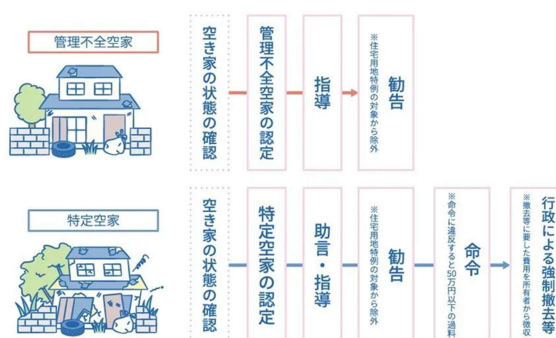 管理不全空家
空き家の状態の確認
管理不全空家の認定
指導
勧告
※住宅用地特例の対象から除外
特定空家
空き家の状態の確認
特定空家の認定
助言・指導
勧告
※住宅用地特例の対象から除外
命令
※命令に違反すると50万円以下の過料
行政による強制撤去等
※撤去等に要した費用を所有者から徴収